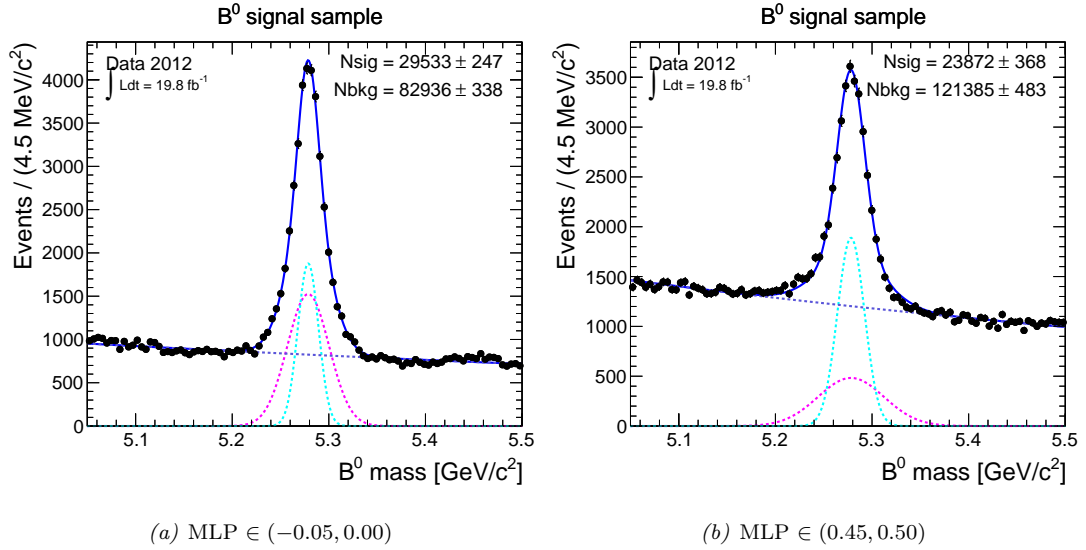 B⁰ signal sample
Data 2012
∫ Ldt = 19.8 fb⁻¹
Nsig = 29533 ± 247
Nbkg = 82936 ± 338
Events / (4.5 MeV/c²)
4000
3500
3000
2500
2000
1500
1000
500
0
5.1 5.2 5.3 5.4 5.5
B⁰ mass [GeV/c²]
(a) MLP ∈ (−0.05, 0.00)
B⁰ signal sample
Data 2012
∫ Ldt = 19.8 fb⁻¹
Nsig = 23872 ± 368
Nbkg = 121385 ± 483
Events / (4.5 MeV/c²)
3500
3000
2500
2000
1500
1000
500
0
5.1 5.2 5.3 5.4 5.5
B⁰ mass [GeV/c²]
(b) MLP ∈ (0.45, 0.50)